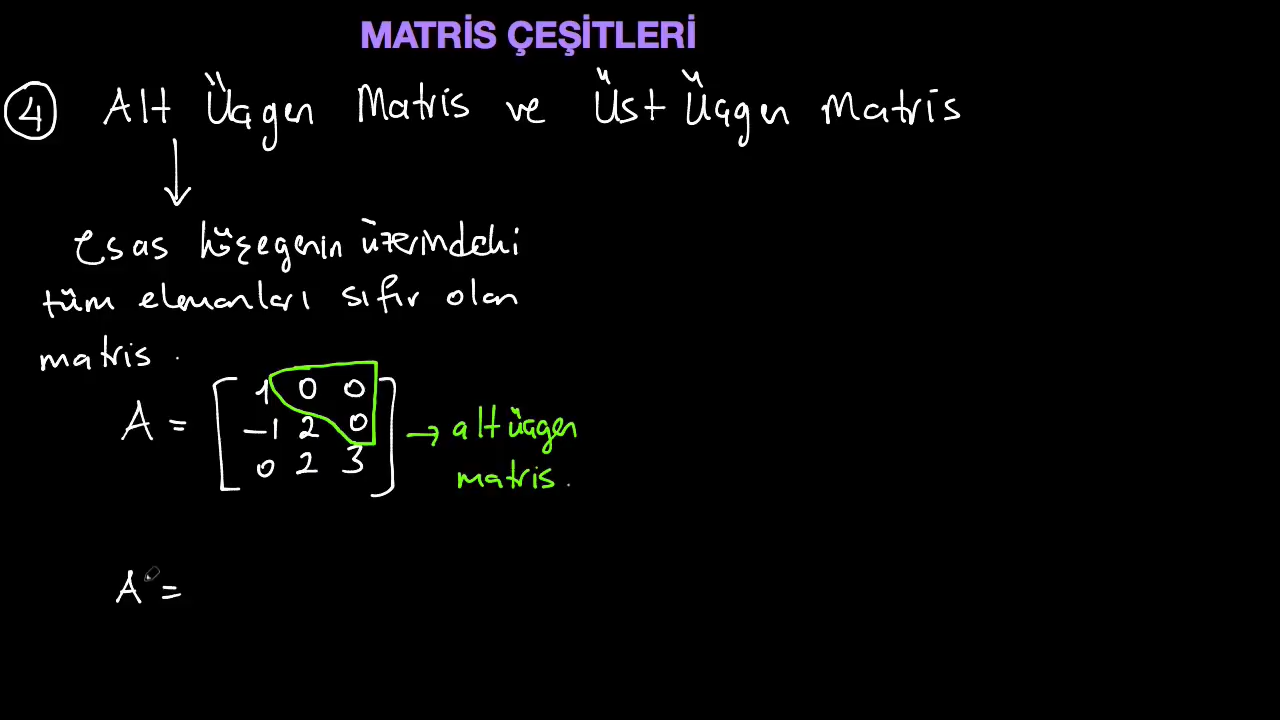 MATRİS ÇEŞİTLERİ
4 Alt Üçgen Matris ve Üst Üçgen Matris
Esas köşegenin üzerindeki
tüm elemanları sıfır olan
matris.
1 0 0
A = -1 2 0 → alt üçgen
0 2 3 matris.
A =